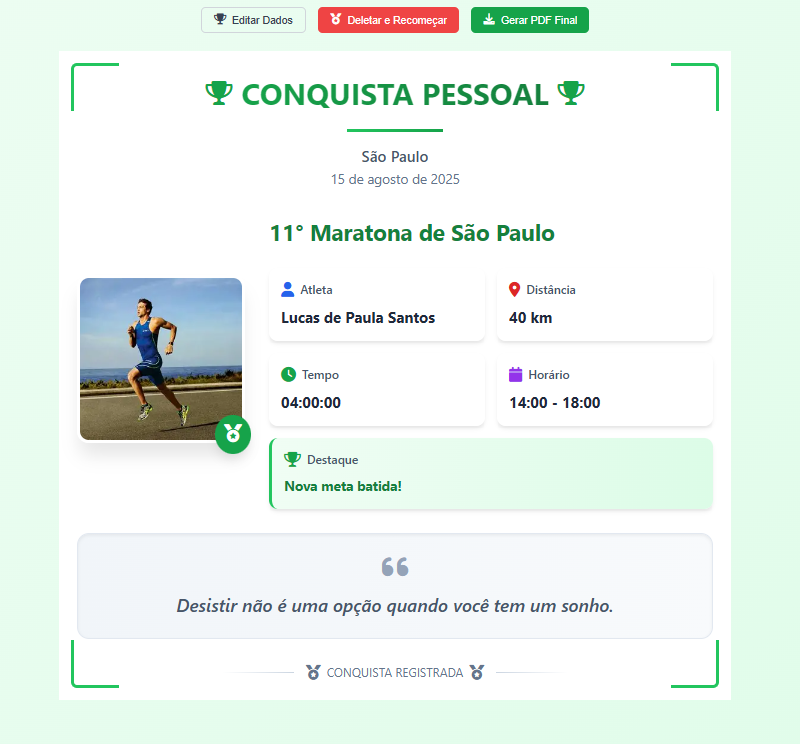 Editar Dados
Deletar e Recomeçar
Gerar PDF Final
CONQUISTA PESSOAL
São Paulo
15 de agosto de 2025
11° Maratona de São Paulo
Atleta
Lucas de Paula Santos
Distância
40 km
Tempo
04:00:00
Horário
14:00 - 18:00
Destaque
Nova meta batida!
Desistir não é uma opção quando você tem um sonho.
CONQUISTA REGISTRADA